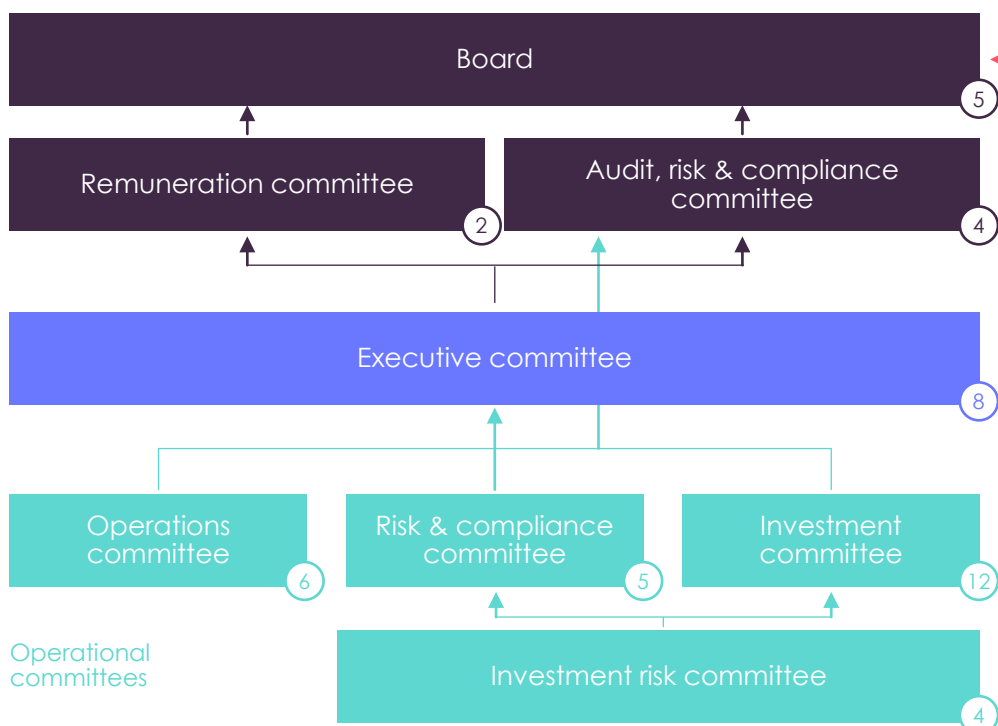 Board
5
Remuneration committee
2
Audit, risk & compliance
committee
4
Executive committee
8
Operations
committee
6
Risk & compliance
committee
5
Investment
committee
12
Operational
committees
Investment risk committee
4